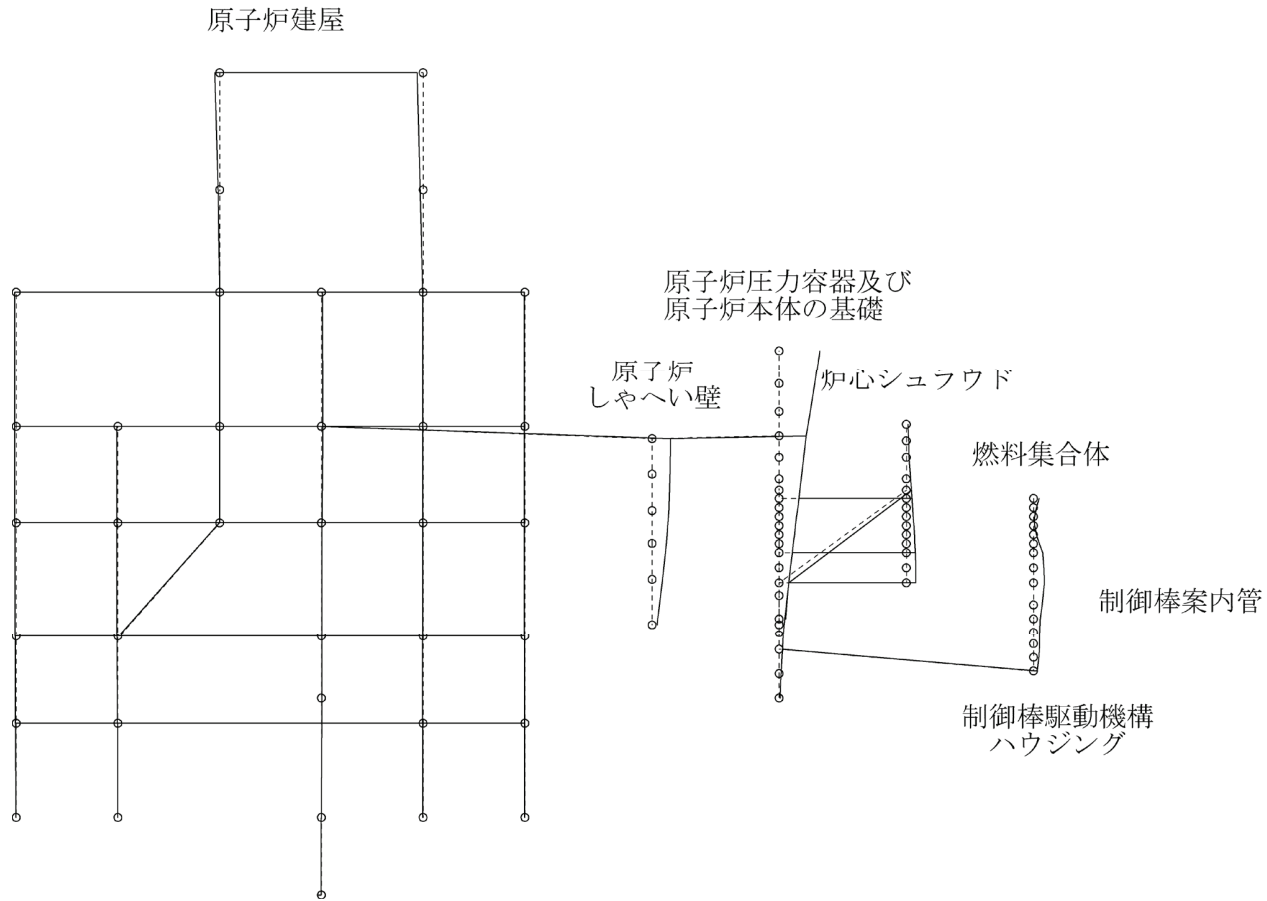 原子炉建屋
原子炉圧力容器及び
原子炉本体の基礎
原子炉
しゃへい壁
炉心シュラウド
燃料集合体
制御棒案内管
制御棒駆動機構
ハウジング